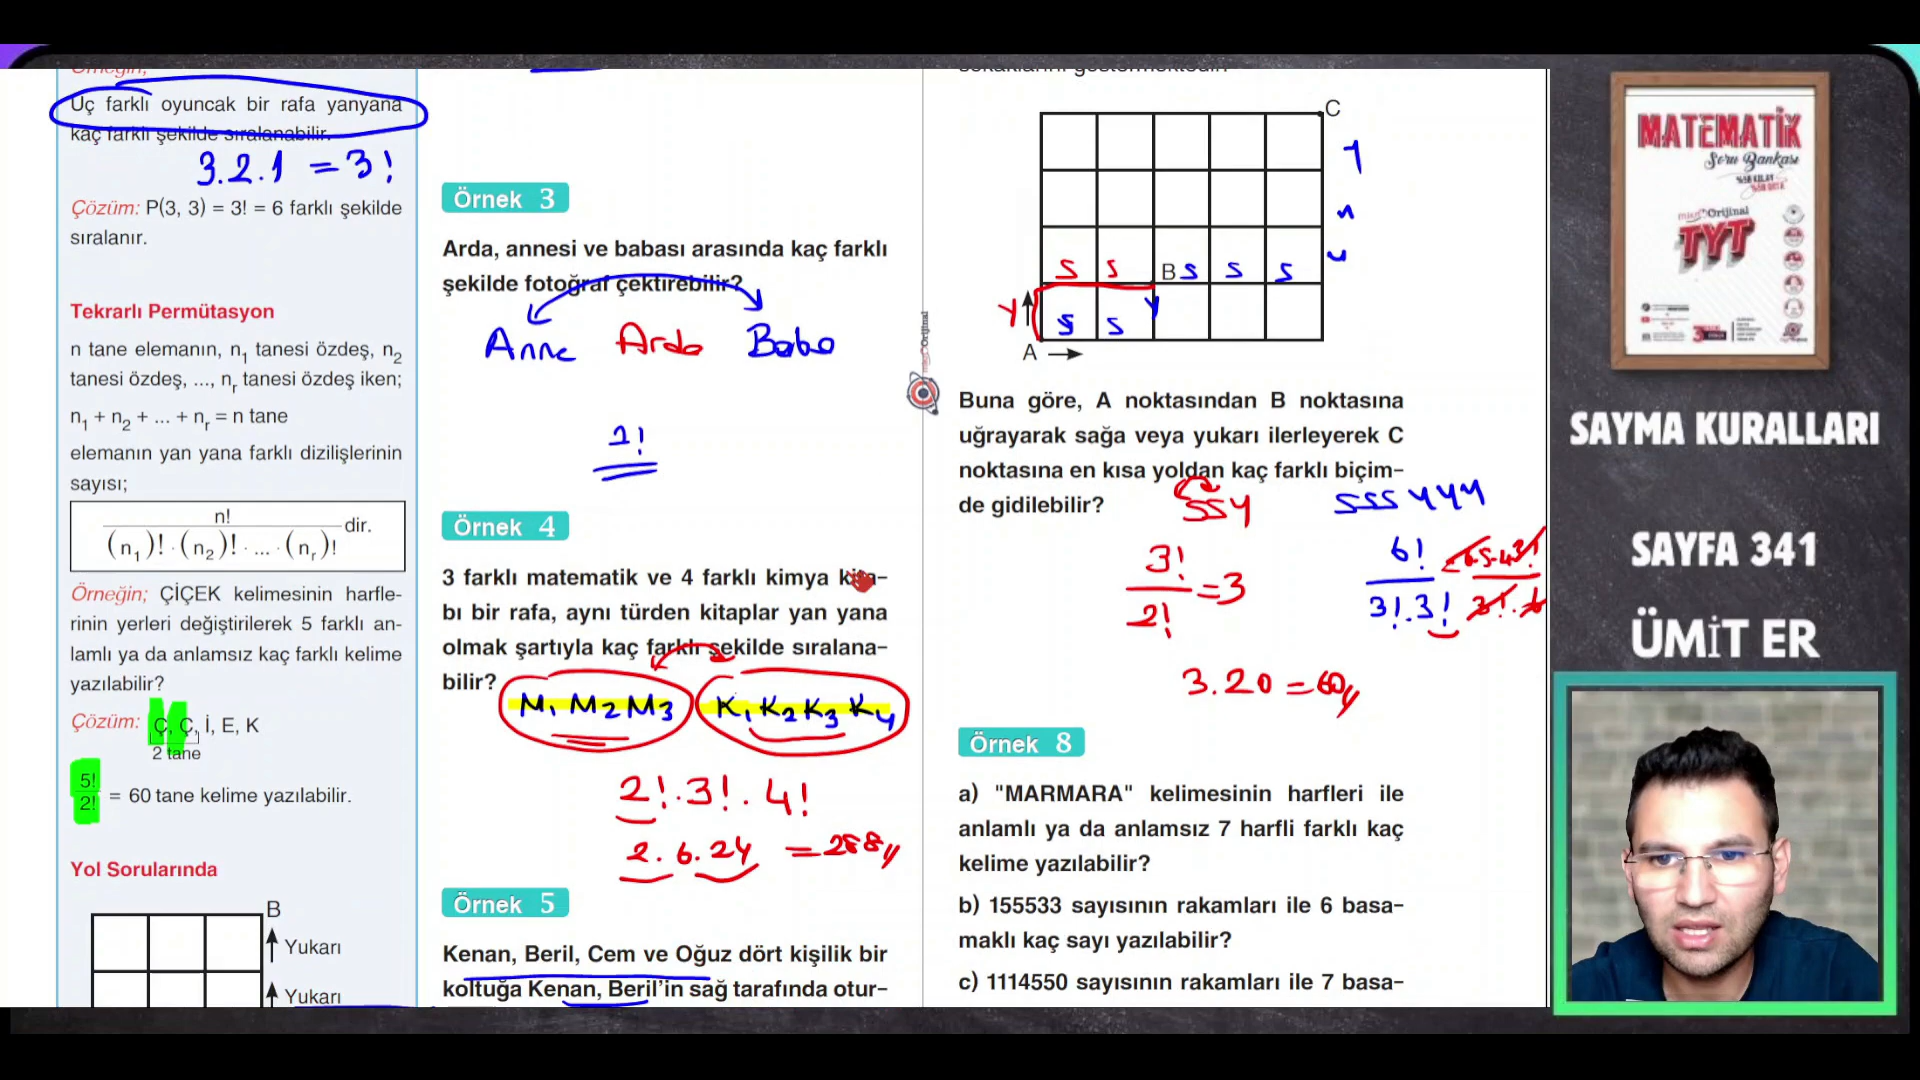 Örneğin;
Üç farklı oyuncak bir rafa yanyana
kaç farklı şekilde sıralanabilir.
3.2.1 = 3!
Çözüm: P(3, 3) = 3! = 6 farklı şekilde
sıralanır.
Tekrarlı Permütasyon
n tane elemanın, n1 tanesi özdeş, n2
tanesi özdeş, ..., nr tanesi özdeş iken;
n1 + n2 + ... + nr = n tane
elemanın yan yana farklı dizilişlerinin
sayısı;
n!
(n1)! · (n2)! · ... · (nr)! dir.
Örneğin; ÇİÇEK kelimesinin harfle-
rinin yerleri değiştirilerek 5 farklı an-
lamlı ya da anlamsız kaç farklı kelime
yazılabilir?
Çözüm: Ç, Ç, İ, E, K
2 tane
5!
2! = 60 tane kelime yazılabilir.
Yol Sorularında
B
Yukarı
Yukarı
Örnek 3
Arda, annesi ve babası arasında kaç farklı
şekilde fotoğraf çektirebilir?
Anne Arda Baba
2!
Örnek 4
3 farklı matematik ve 4 farklı kimya kita-
bı bir rafa, aynı türden kitaplar yan yana
olmak şartıyla kaç farklı şekilde sıralana-
bilir?
M1 M2 M3 K1 K2 K3 K4
2! . 3! . 4!
2 . 6 . 24 = 288
Örnek 5
Kenan, Beril, Cem ve Oğuz dört kişilik bir
koltuğa Kenan, Beril'in sağ tarafında otur-
C
Y
S S B S S S
Y S S Y
A
Buna göre, A noktasından B noktasına
uğrayarak sağa veya yukarı ilerleyerek C
noktasına en kısa yoldan kaç farklı biçim-
de gidilebilir?
SSY SSSYYY
3!
2! = 3
6!
3! . 3! = 6.5.4.3!
3! . 6
3.20 = 60
Örnek 8
a) "MARMARA" kelimesinin harfleri ile
anlamlı ya da anlamsız 7 harfli farklı kaç
kelime yazılabilir?
b) 155533 sayısının rakamları ile 6 basa-
maklı kaç sayı yazılabilir?
c) 1114550 sayısının rakamları ile 7 basa-
MATEMATİK
Soru Bankası
Orijinal
TYT
SAYMA KURALLARI
SAYFA 341
ÜMİT ER